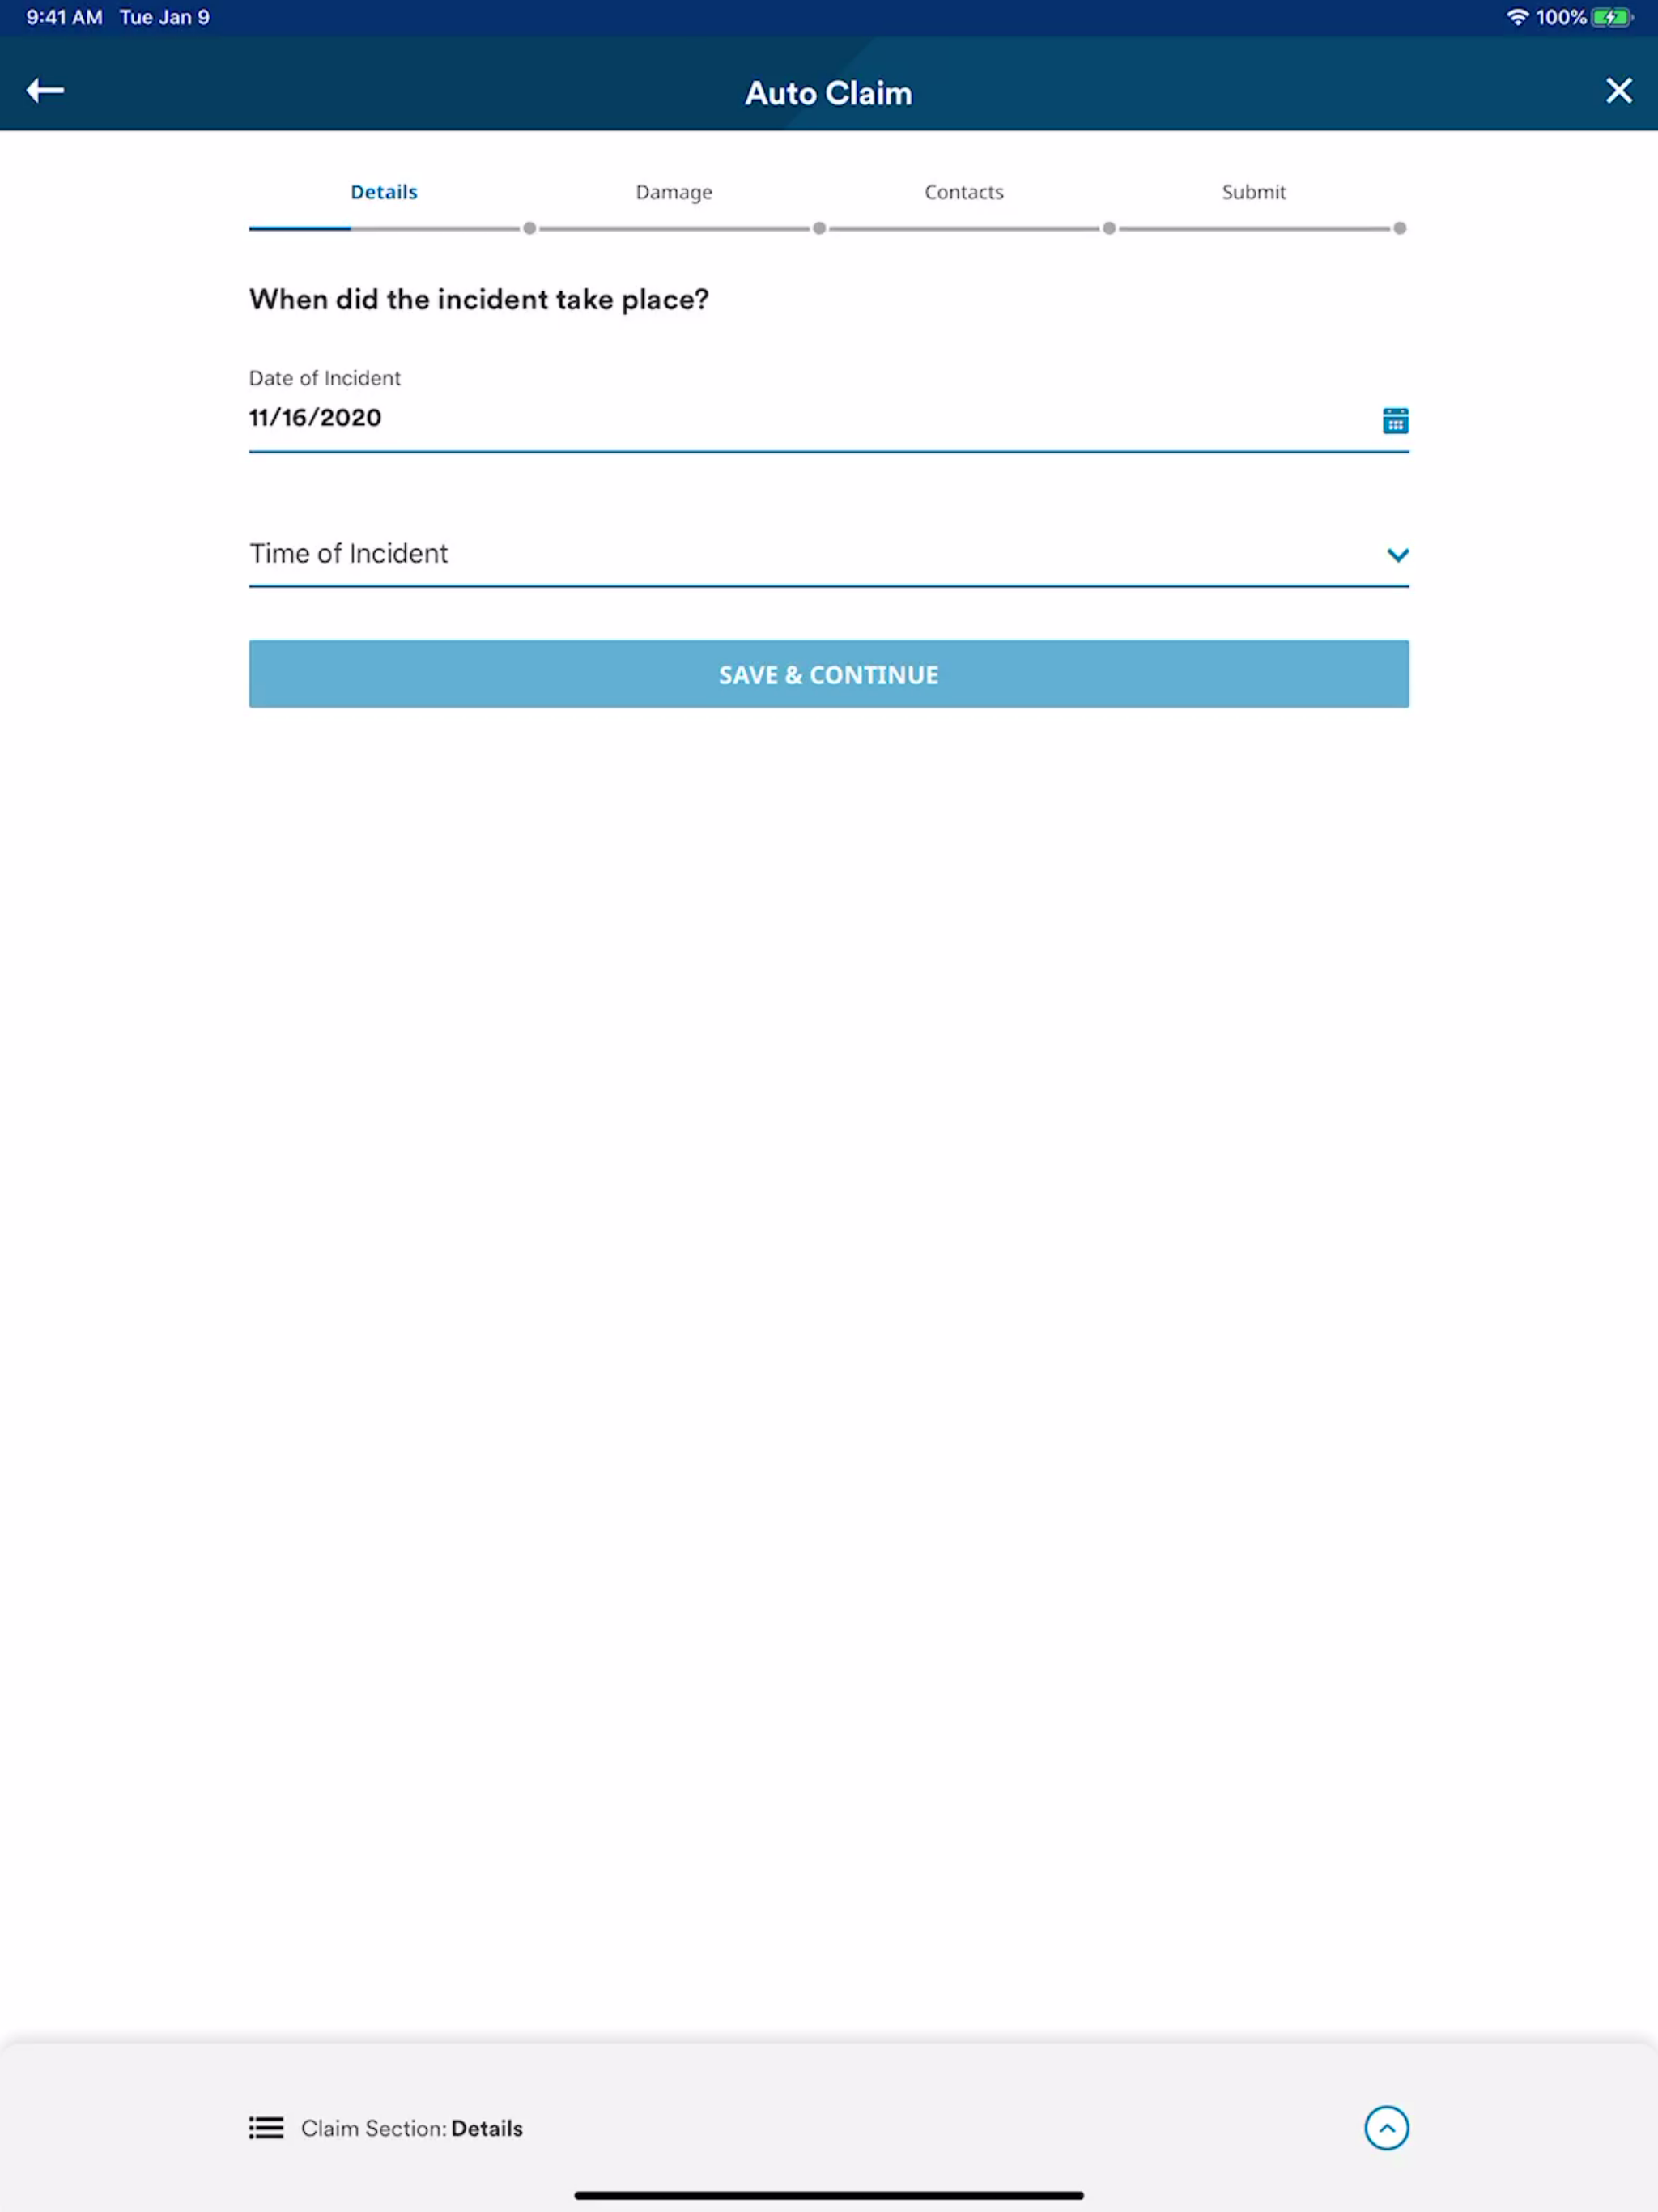 9:41 AM Tue Jan 9 100%
Auto Claim
Details Damage Contacts Submit
When did the incident take place?
Date of Incident
11/16/2020
Time of Incident
SAVE & CONTINUE
Claim Section: Details